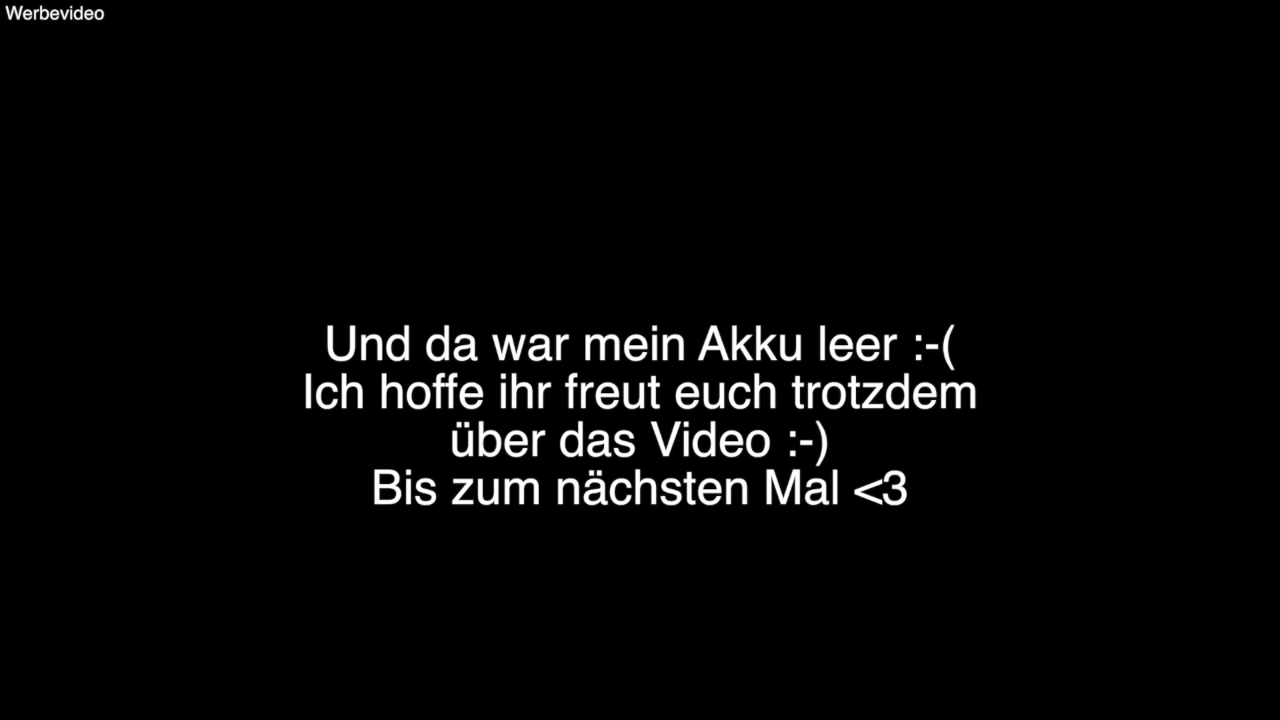 Werbevideo
Und da war mein Akku leer :-(
Ich hoffe ihr freut euch trotzdem
über das Video :-)
Bis zum nächsten Mal <3